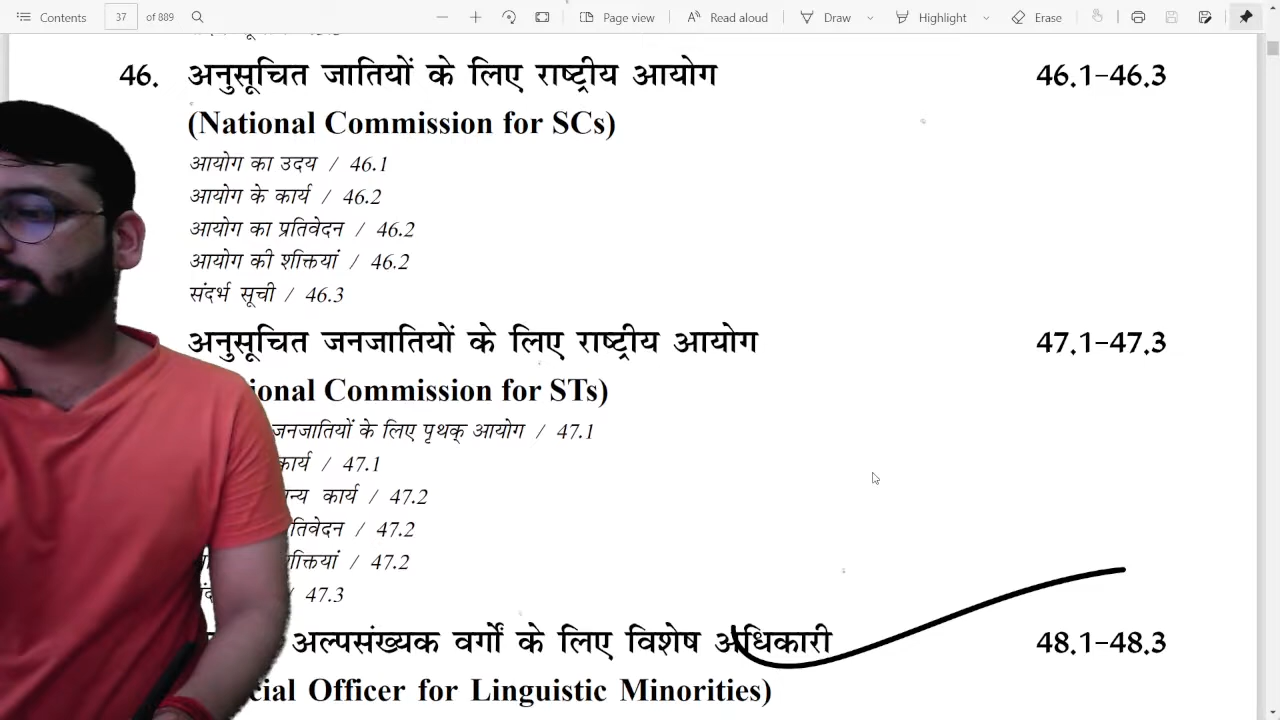 Contents 37 of 889 Page view Read aloud Draw Highlight Erase
46. अनुसूचित जातियों के लिए राष्ट्रीय आयोग 46.1–46.3
(National Commission for SCs)
आयोग का उदय / 46.1
आयोग के कार्य / 46.2
आयोग का प्रतिवेदन / 46.2
आयोग की शक्तियां / 46.2
संदर्भ सूची / 46.3
अनुसूचित जनजातियों के लिए राष्ट्रीय आयोग 47.1–47.3
Commission for STs)
जनजातियों के लिए पृथक् आयोग / 47.1
कार्य / 47.1
कार्य / 47.2
/ 47.2
/ 47.2
/ 47.3
अल्पसंख्यक वर्गों के लिए विशेष अधिकारी 48.1–48.3
Officer for Linguistic Minorities)